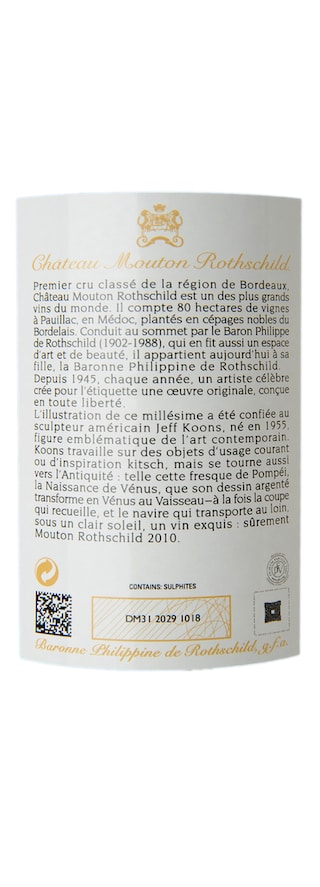 Château Mouton Rothschild.
Premier cru classé de la région de Bordeaux,
Château Mouton Rothschild est un des plus grands
vins du monde. Il compte 80 hectares de vignes
à Pauillac, en Médoc, plantés en cépages nobles du
Bordelais. Conduit au sommet par le Baron Philippe
de Rothschild (1902-1988), qui en fit aussi un espace
d'art et de beauté, il appartient aujourd'hui à sa
fille, la Baronne Philippine de Rothschild.
Depuis 1945, chaque année, un artiste célèbre
crée pour l'étiquette une œuvre originale, conçue
en toute liberté.
L'illustration de ce millésime a été confiée au
sculpteur américain Jeff Koons, né en 1955,
figure emblématique de l'art contemporain.
Koons travaille sur des objets d'usage courant
ou d'inspiration kitsch, mais se tourne aussi
vers l'Antiquité : telle cette fresque de Pompéi,
la Naissance de Vénus, que son dessin argenté
transforme en Vénus au Vaisseau–à la fois la coupe
qui recueille, et le navire qui transporte au loin,
sous un clair soleil, un vin exquis : sûrement
Mouton Rothschild 2010.
CONTAINS: SULPHITES
DM31 2029 1018
Baronne Philippine de Rothschild, g.f.a.